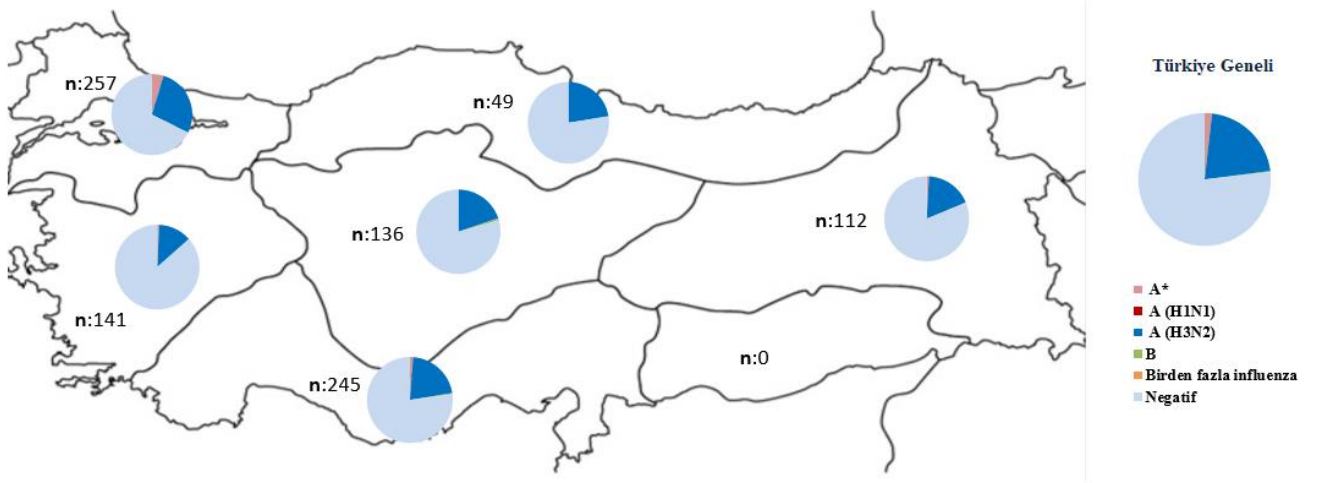 n:257
n:49
n:136
n:112
n:141
n:245
n:0
Türkiye Geneli
A*
A (H1N1)
A (H3N2)
B
Birden fazla influenza
Negatif